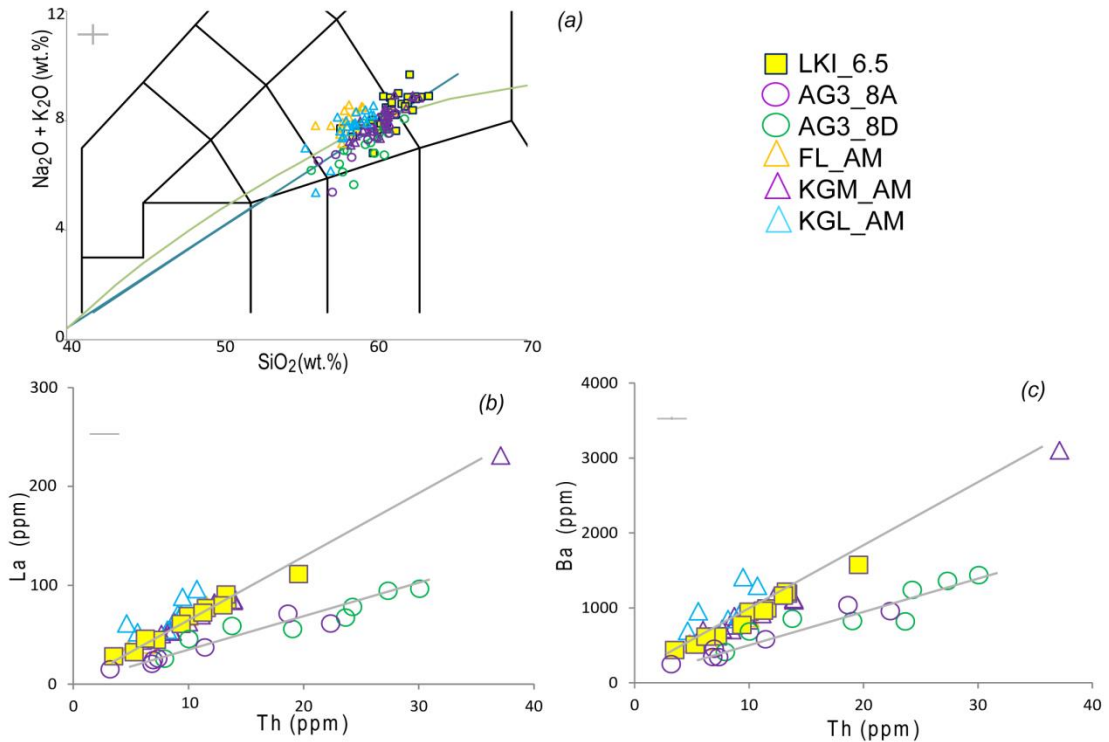 12
(a)
8
4
0
Na₂O + K₂O (wt.%)
40
50
60
70
SiO₂(wt.%)
LKI_6.5
AG3_8A
AG3_8D
FL_AM
KGM_AM
KGL_AM
300
(b)
200
100
0
La (ppm)
0
10
20
30
40
Th (ppm)
4000
(c)
3000
2000
1000
0
Ba (ppm)
0
10
20
30
40
Th (ppm)